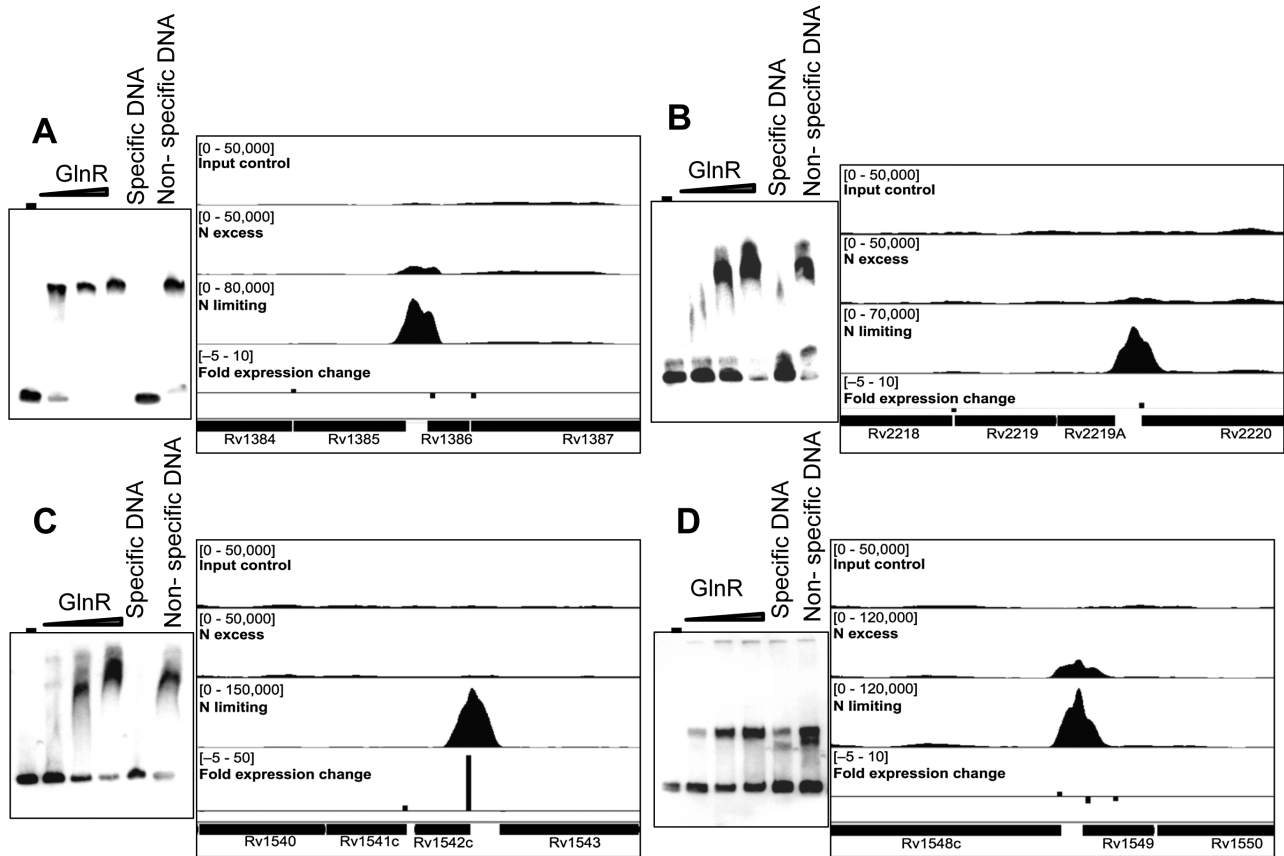 A
GlnR
Specific DNA
Non- specific DNA
[0 - 50,000]
Input control
[0 - 50,000]
N excess
[0 - 80,000]
N limiting
[–5 - 10]
Fold expression change
Rv1384 Rv1385 Rv1386 Rv1387
B
GlnR
Specific DNA
Non- specific DNA
[0 - 50,000]
Input control
[0 - 50,000]
N excess
[0 - 70,000]
N limiting
[–5 - 10]
Fold expression change
Rv2218 Rv2219 Rv2219A Rv2220
C
GlnR
Specific DNA
Non- specific DNA
[0 - 50,000]
Input control
[0 - 50,000]
N excess
[0 - 150,000]
N limiting
[–5 - 50]
Fold expression change
Rv1540 Rv1541c Rv1542c Rv1543
D
GlnR
Specific DNA
Non- specific DNA
[0 - 50,000]
Input control
[0 - 120,000]
N excess
[0 - 120,000]
N limiting
[–5 - 10]
Fold expression change
Rv1548c Rv1549 Rv1550